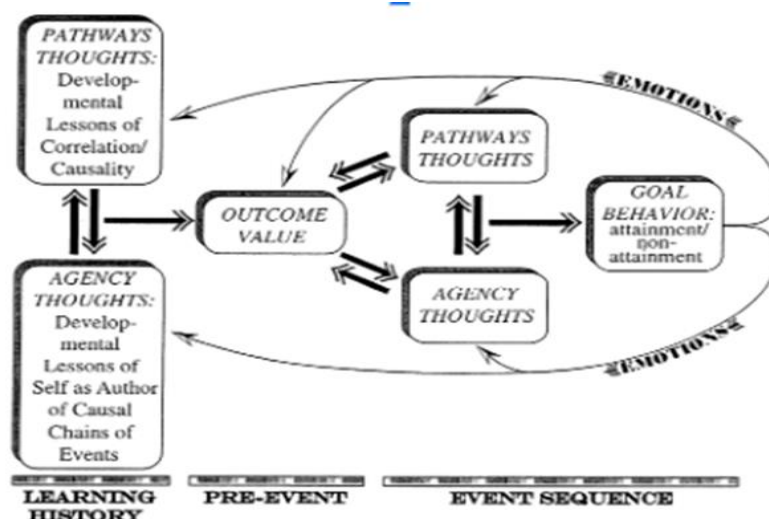 PATHWAYS
THOUGHTS:
Develop-
mental
Lessons of
Correlation/
Causality
AGENCY
THOUGHTS:
Develop-
mental
Lessons of
Self as Author
of Causal
Chains of
Events
OUTCOME
VALUE
PATHWAYS
THOUGHTS
AGENCY
THOUGHTS
GOAL
BEHAVIOR:
attainment/
non-
attainment
EMOTIONS
EMOTIONS
LEARNING
HISTORY
PRE-EVENT
EVENT SEQUENCE